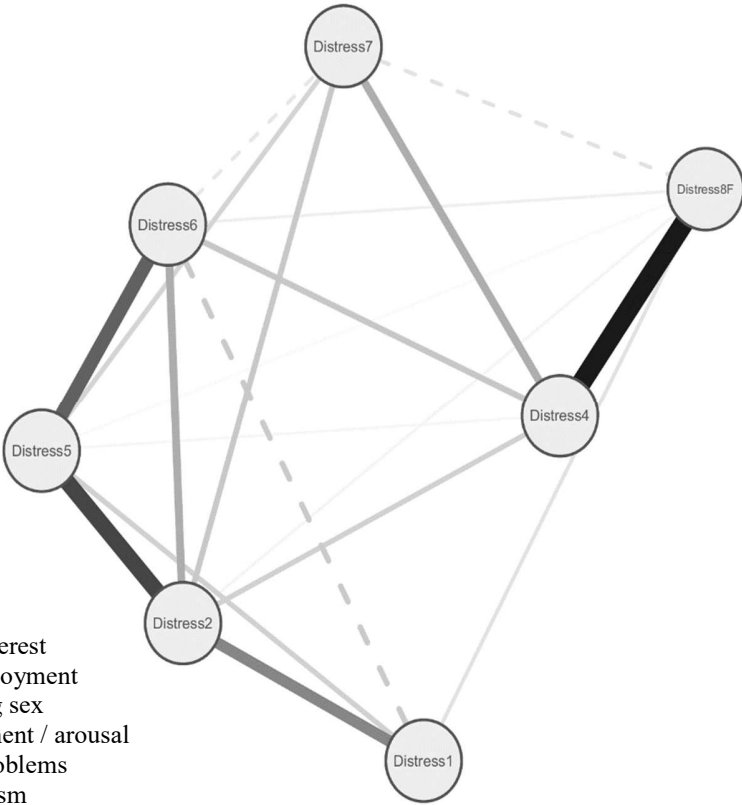 Distress7
Distress8F
Distress6
Distress4
Distress5
Distress2
erest
oyment
g sex
nent / arousal
oblems
sm
Distress1